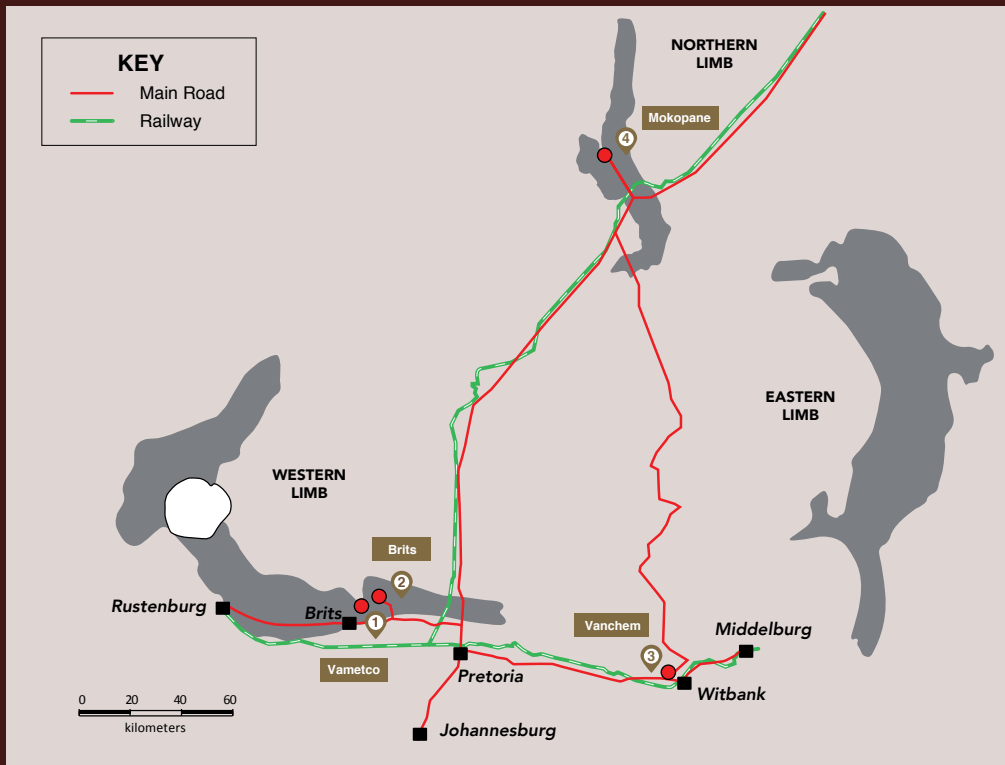 KEY
Main Road
Railway
NORTHERN
LIMB
Mokopane
4
EASTERN
LIMB
WESTERN
LIMB
Brits
2
Rustenburg
Brits
1
Vametco
Vanchem
3
Middelburg
Pretoria
Witbank
Johannesburg
0 20 40 60
kilometers